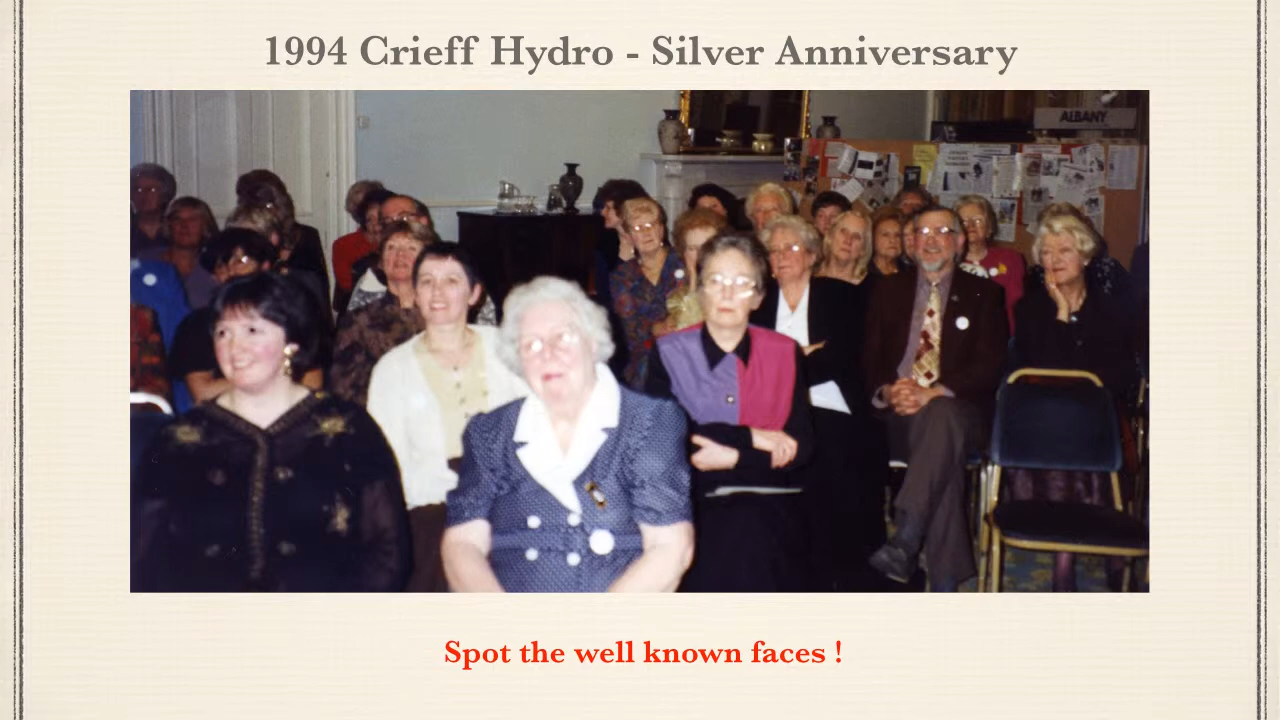 1994 Crieff Hydro - Silver Anniversary
ALBANY
Spot the well known faces !